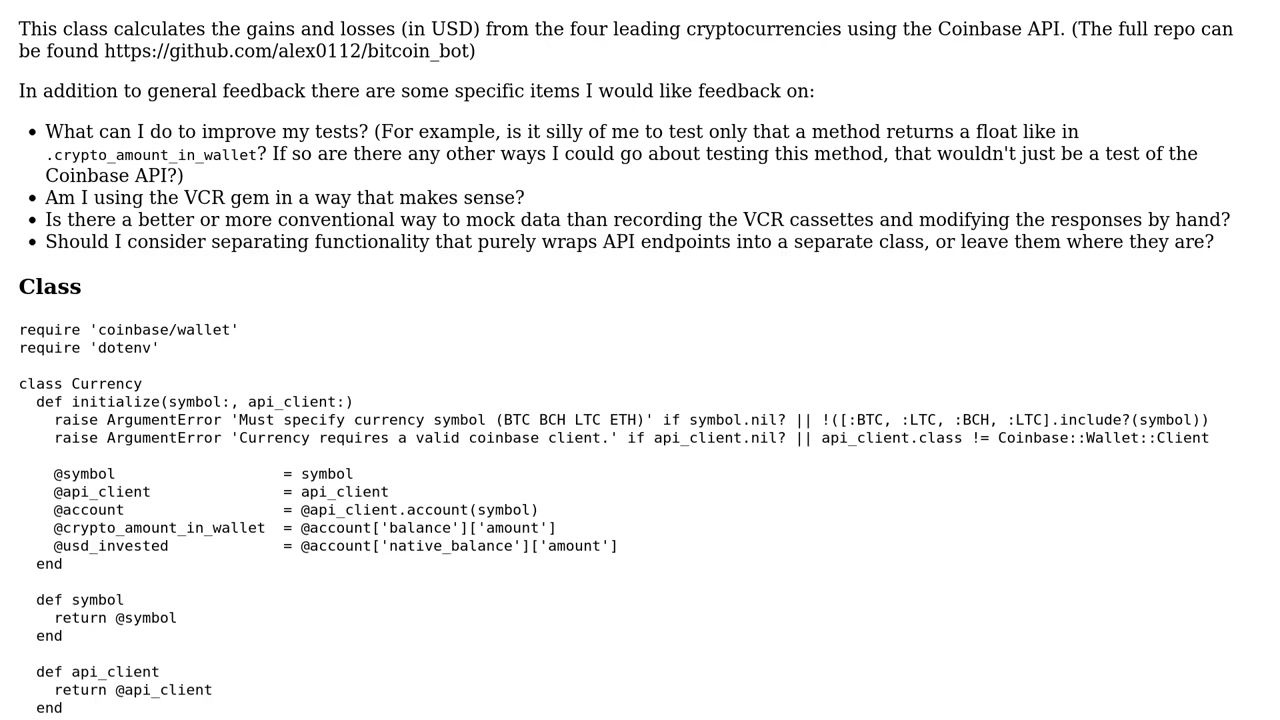 This class calculates the gains and losses (in USD) from the four leading cryptocurrencies using the Coinbase API. (The full repo can
be found https://github.com/alex0112/bitcoin_bot)
In addition to general feedback there are some specific items I would like feedback on:
• What can I do to improve my tests? (For example, is it silly of me to test only that a method returns a float like in
.crypto_amount_in_wallet? If so are there any other ways I could go about testing this method, that wouldn't just be a test of the
Coinbase API?)
• Am I using the VCR gem in a way that makes sense?
• Is there a better or more conventional way to mock data than recording the VCR cassettes and modifying the responses by hand?
• Should I consider separating functionality that purely wraps API endpoints into a separate class, or leave them where they are?
Class
require 'coinbase/wallet'
require 'dotenv'
class Currency
  def initialize(symbol:, api_client:)
    raise ArgumentError 'Must specify currency symbol (BTC BCH LTC ETH)' if symbol.nil? || !([:BTC, :LTC, :BCH, :LTC].include?(symbol))
    raise ArgumentError 'Currency requires a valid coinbase client.' if api_client.nil? || api_client.class != Coinbase::Wallet::Client
    @symbol                   = symbol
    @api_client               = api_client
    @account                  = @api_client.account(symbol)
    @crypto_amount_in_wallet  = @account['balance']['amount']
    @usd_invested             = @account['native_balance']['amount']
  end
  def symbol
    return @symbol
  end
  def api_client
    return @api_client
  end